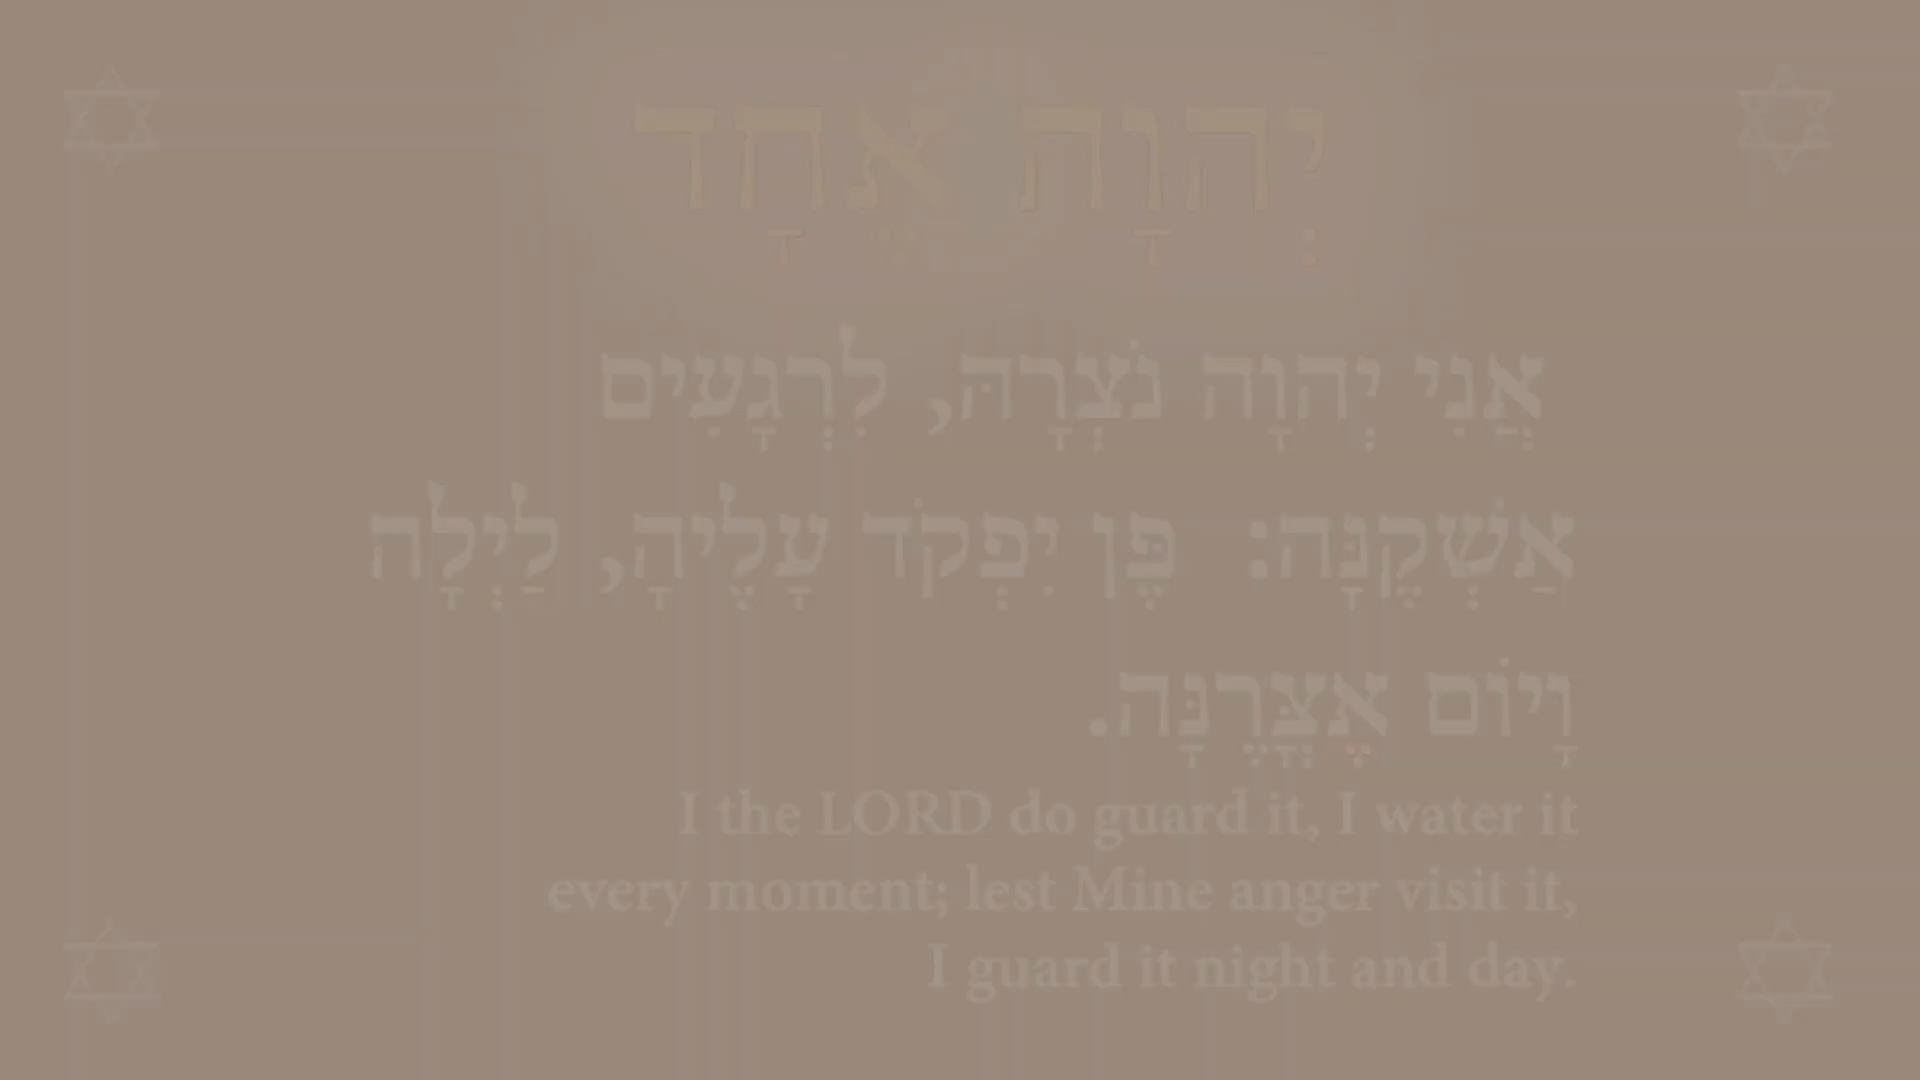 יְהוָה אֶחָד
אֲנִי יְהוָה נֹצְרָהּ, לִרְגָעִים
אַשְׁקֶנָּה: פֶּן יִפְקֹד עָלֶיהָ, לַיְלָה
וָיוֹם אֶצֳּרֶנָּה.
I the LORD do guard it, I water it
every moment; lest Mine anger visit it,
I guard it night and day.